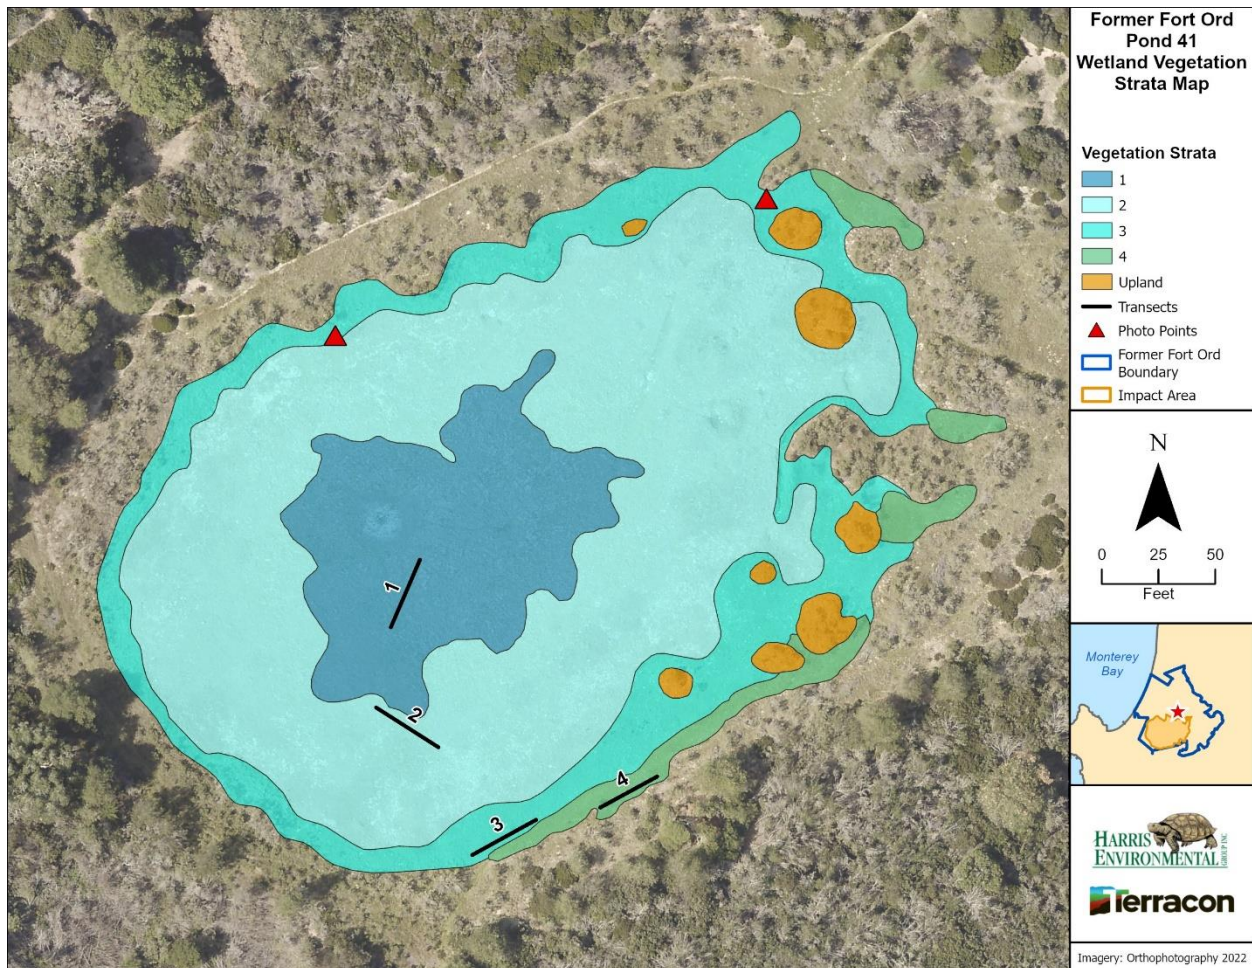 Former Fort Ord
Pond 41
Wetland Vegetation
Strata Map
Vegetation Strata
1
2
3
4
Upland
Transects
Photo Points
Former Fort Ord
Boundary
Impact Area
N
0 25 50
Feet
Monterey
Bay
HARRIS
ENVIRONMENTAL
GROUP INC
Terracon
Imagery: Orthophotography 2022
1
2
3
4